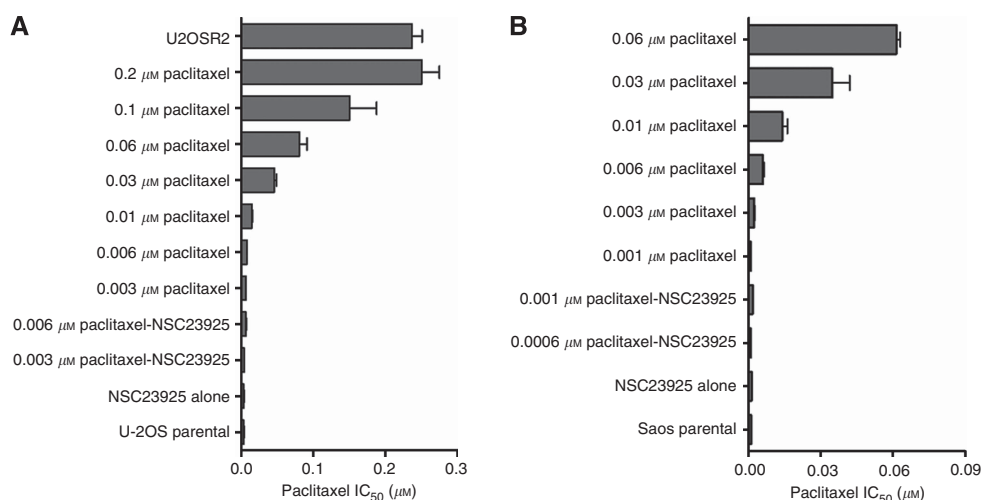 A
U2OSR2
0.2 μM paclitaxel
0.1 μM paclitaxel
0.06 μM paclitaxel
0.03 μM paclitaxel
0.01 μM paclitaxel
0.006 μM paclitaxel
0.003 μM paclitaxel
0.006 μM paclitaxel-NSC23925
0.003 μM paclitaxel-NSC23925
NSC23925 alone
U-2OS parental
0.0 0.1 0.2 0.3
Paclitaxel IC50 (μM)
B
0.06 μM paclitaxel
0.03 μM paclitaxel
0.01 μM paclitaxel
0.006 μM paclitaxel
0.003 μM paclitaxel
0.001 μM paclitaxel
0.001 μM paclitaxel-NSC23925
0.0006 μM paclitaxel-NSC23925
NSC23925 alone
Saos parental
0.00 0.03 0.06 0.09
Paclitaxel IC50 (μM)